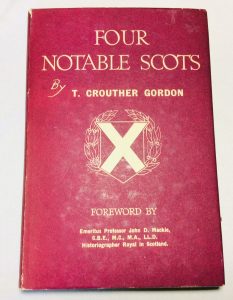 FOUR
NOTABLE SCOTS
By T. CROUTHER GORDON
FOREWORD BY
Emeritus Professor John D. Mackie,
C.B.E., M.C., M.A., LL.D.
Historiographer Royal in Scotland.